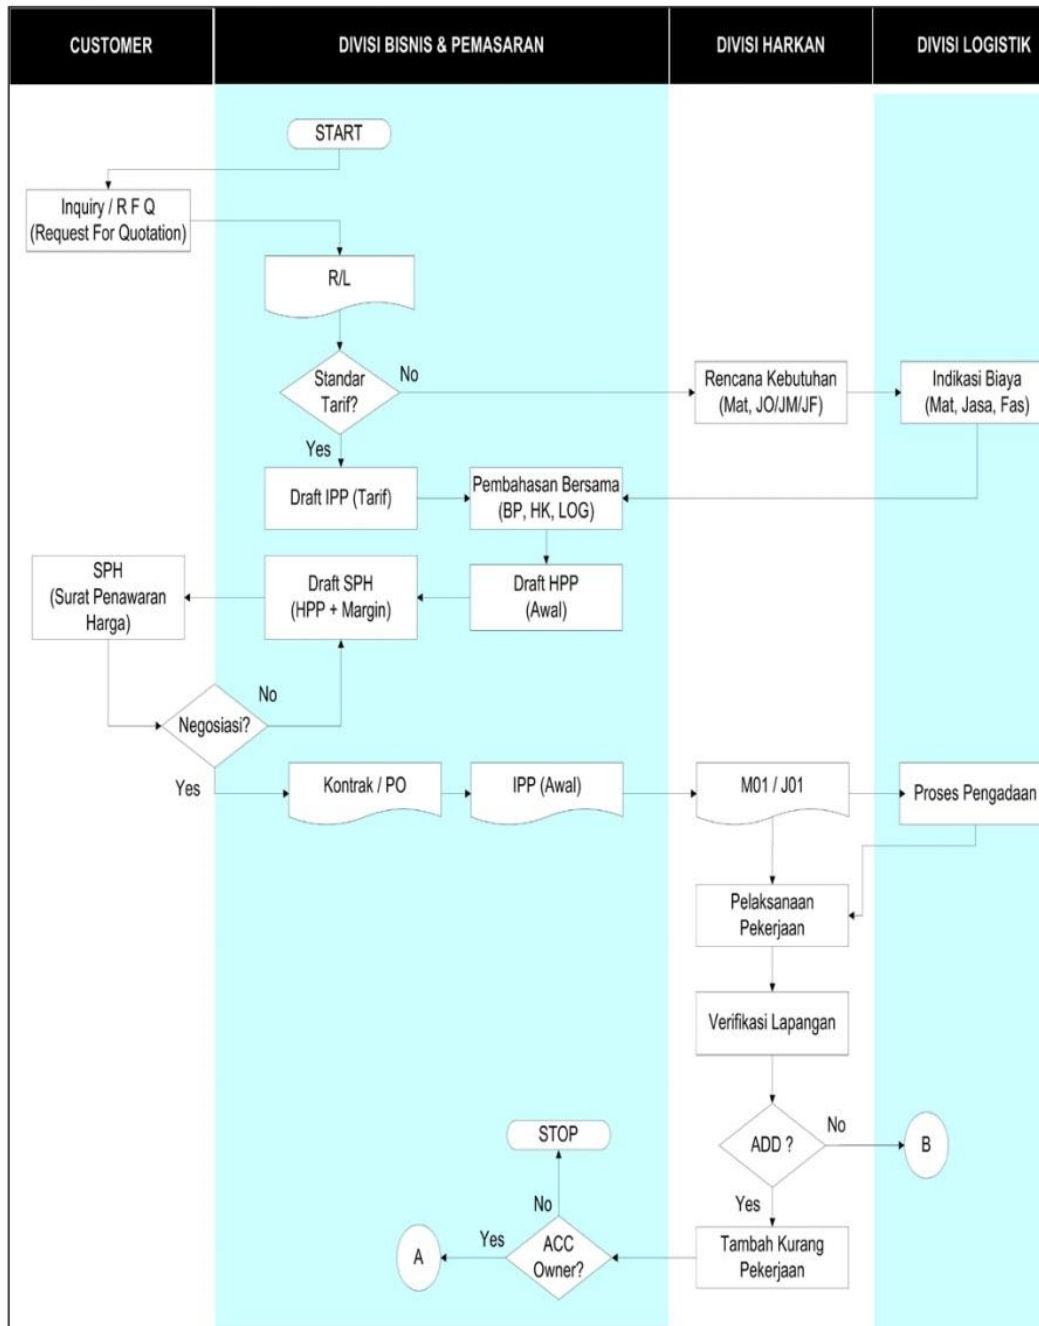 CUSTOMER
DIVISI BISNIS & PEMASARAN
DIVISI HARKAN
DIVISI LOGISTIK
START
Inquiry / R F Q
(Request For Quotation)
R/L
Standar
Tarif?
No
Rencana Kebutuhan
(Mat, JO/JM/JF)
Indikasi Biaya
(Mat, Jasa, Fas)
Yes
Draft IPP (Tarif)
Pembahasan Bersama
(BP, HK, LOG)
SPH
(Surat Penawaran
Harga)
Draft SPH
(HPP + Margin)
Draft HPP
(Awal)
Negosiasi?
No
Yes
Kontrak / PO
IPP (Awal)
M01 / J01
Proses Pengadaan
Pelaksanaan
Pekerjaan
Verifikasi Lapangan
ADD ?
No
B
Yes
Tambah Kurang
Pekerjaan
STOP
No
ACC
Owner?
Yes
A